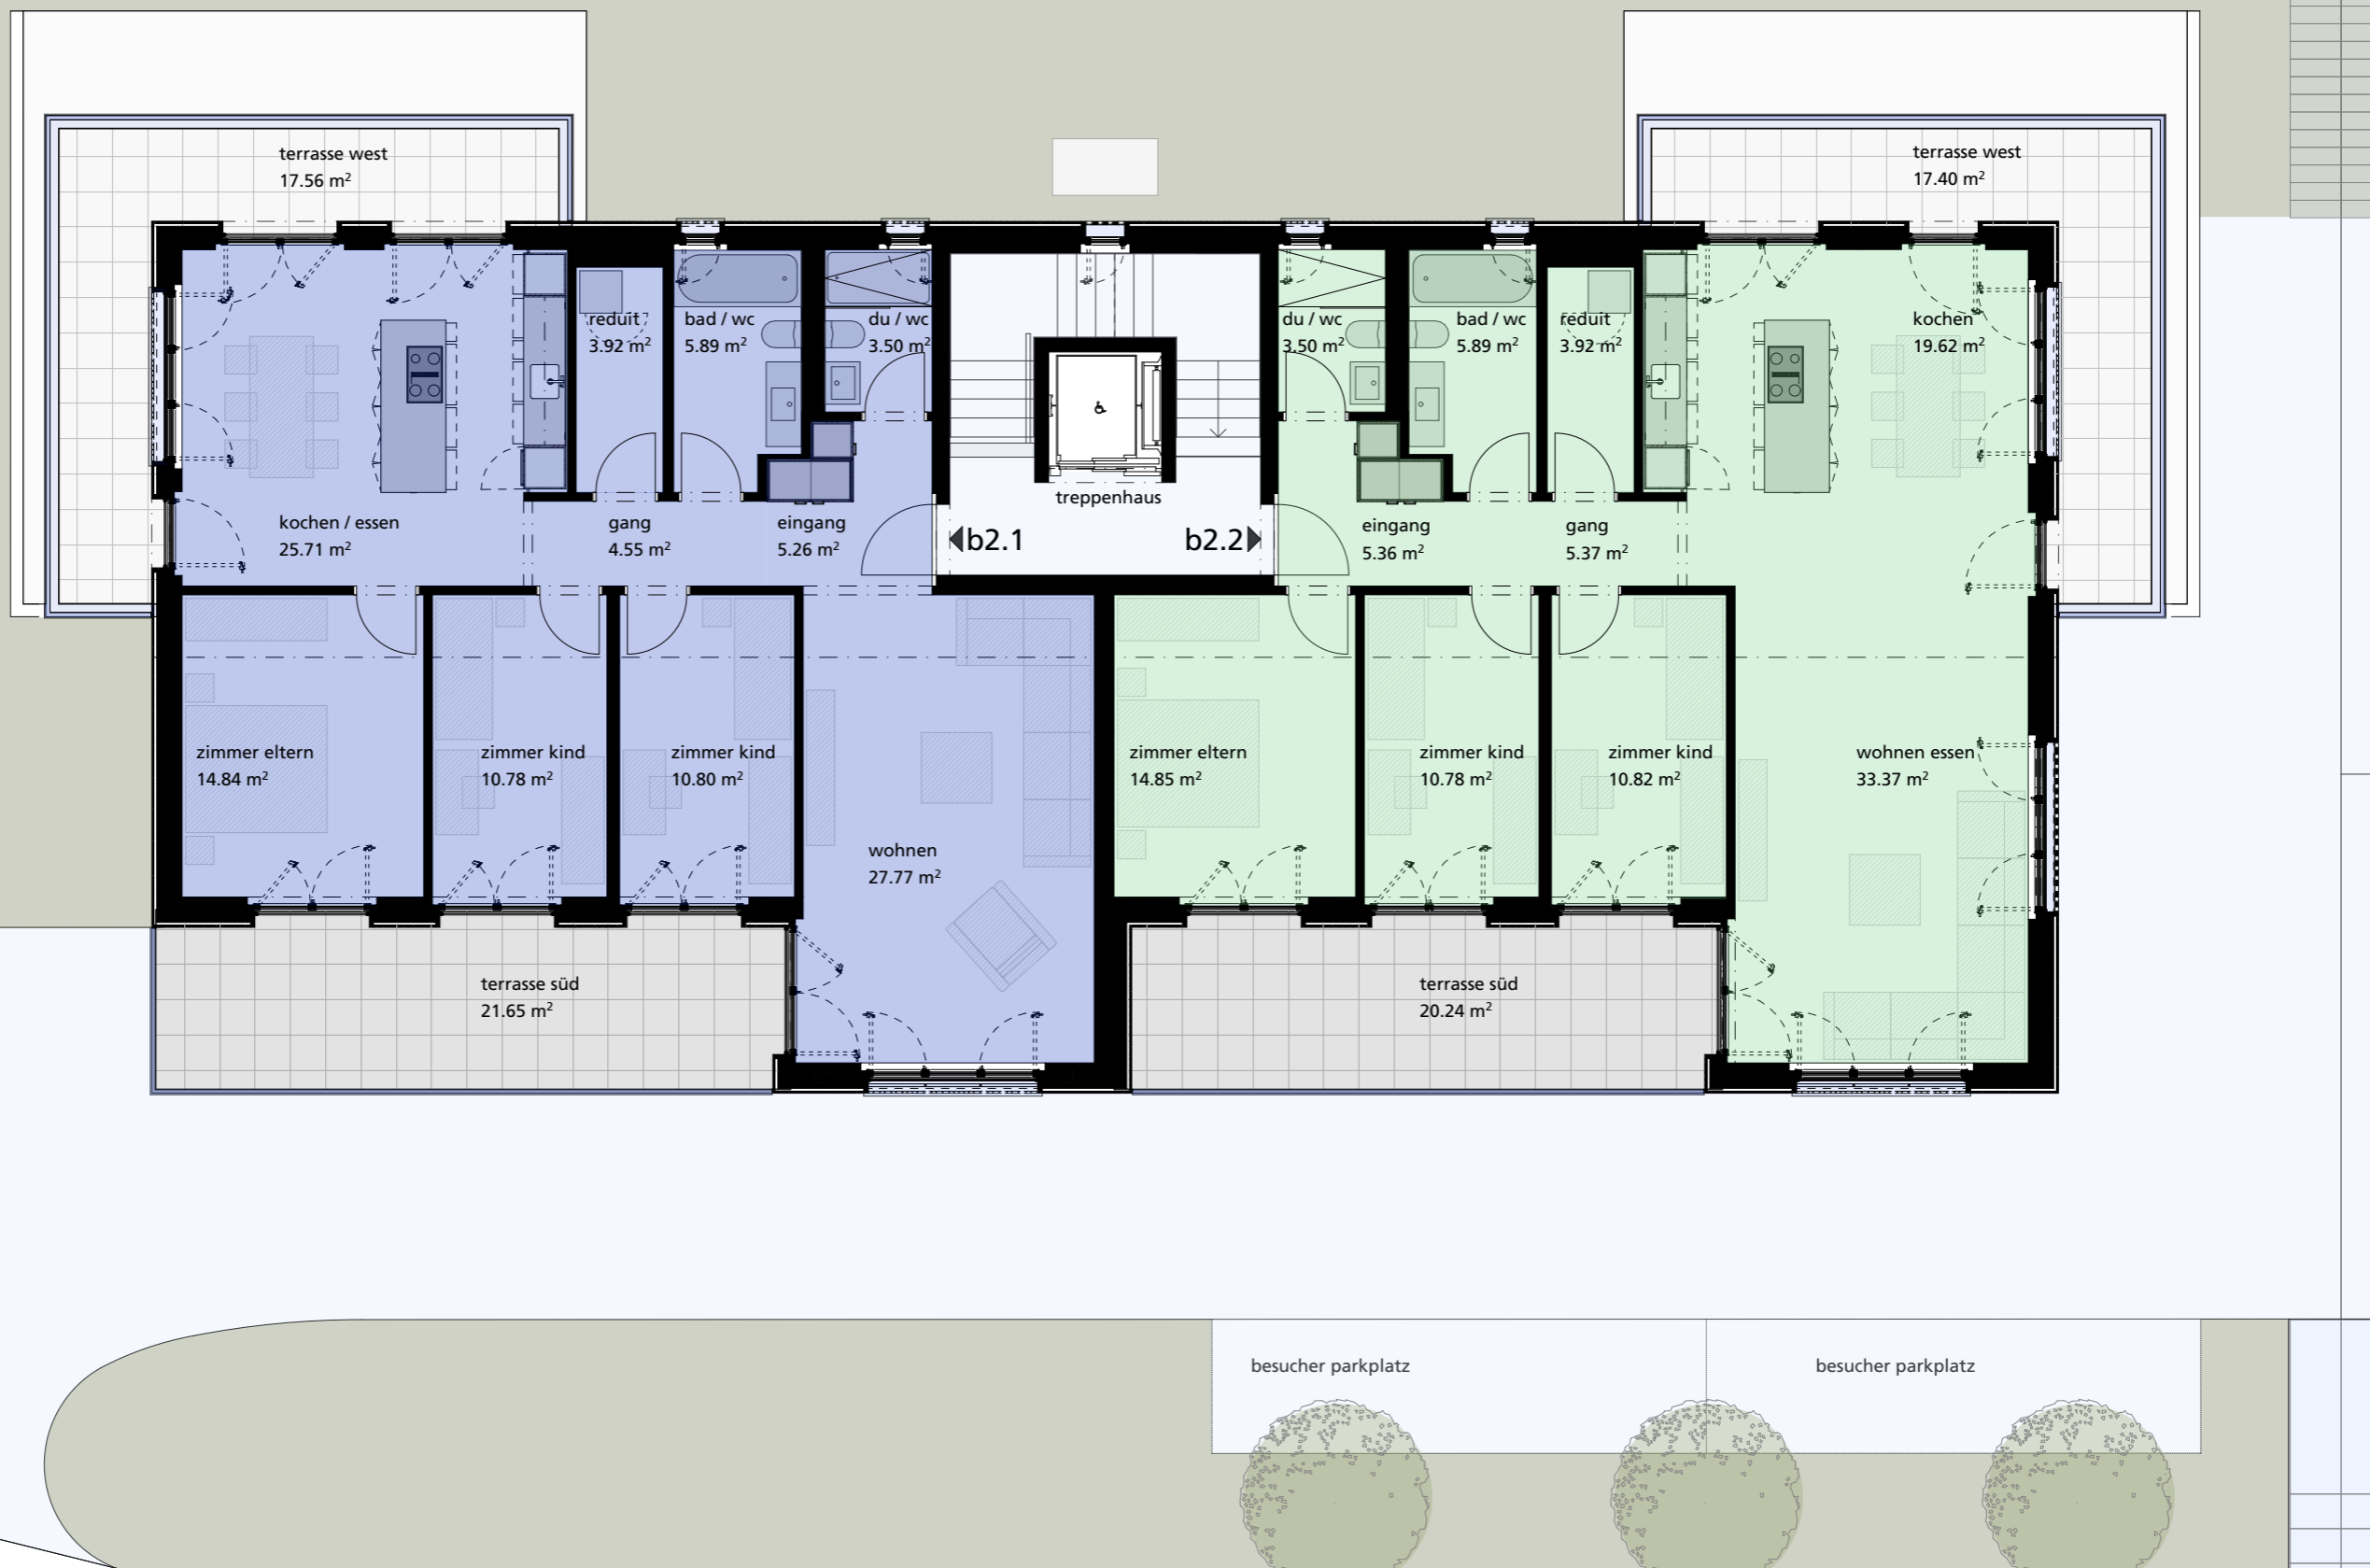 terrasse west
17.56 m²
terrasse west
17.40 m²
reduit
3.92 m²
bad / wc
5.89 m²
du / wc
3.50 m²
du / wc
3.50 m²
bad / wc
5.89 m²
reduit
3.92 m²
kochen
19.62 m²
treppenhaus
kochen / essen
25.71 m²
gang
4.55 m²
eingang
5.26 m²
b2.1
b2.2
eingang
5.36 m²
gang
5.37 m²
zimmer eltern
14.84 m²
zimmer kind
10.78 m²
zimmer kind
10.80 m²
wohnen
27.77 m²
zimmer eltern
14.85 m²
zimmer kind
10.78 m²
zimmer kind
10.82 m²
wohnen essen
33.37 m²
terrasse süd
21.65 m²
terrasse süd
20.24 m²
besucher parkplatz
besucher parkplatz